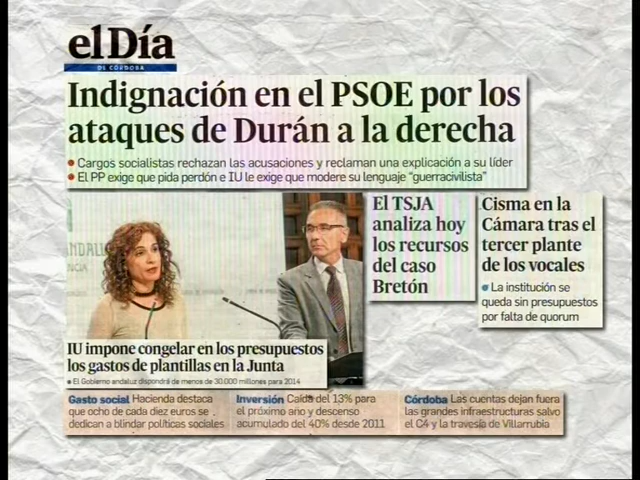 el Día
DE CÓRDOBA
Indignación en el PSOE por los
ataques de Durán a la derecha
• Cargos socialistas rechazan las acusaciones y reclaman una explicación a su líder
• El PP exige que pida perdón e IU le exige que modere su lenguaje "guerracivilista"
El TSJA
analiza hoy
los recursos
del caso
Bretón
Cisma en la
Cámara tras el
tercer plante
de los vocales
• La institución se
queda sin presupuestos
por falta de quorum
IU impone congelar en los presupuestos
los gastos de plantillas en la Junta
• El Gobierno andaluz dispondrá de menos de 30.000 millones para 2014
Gasto social Hacienda destaca
que ocho de cada diez euros se
dedican a blindar políticas sociales
Inversión Caída del 13% para
el próximo año y descenso
acumulado del 40% desde 2011
Córdoba Las cuentas dejan fuera
las grandes infraestructuras salvo
el C4 y la travesía de Villarrubia